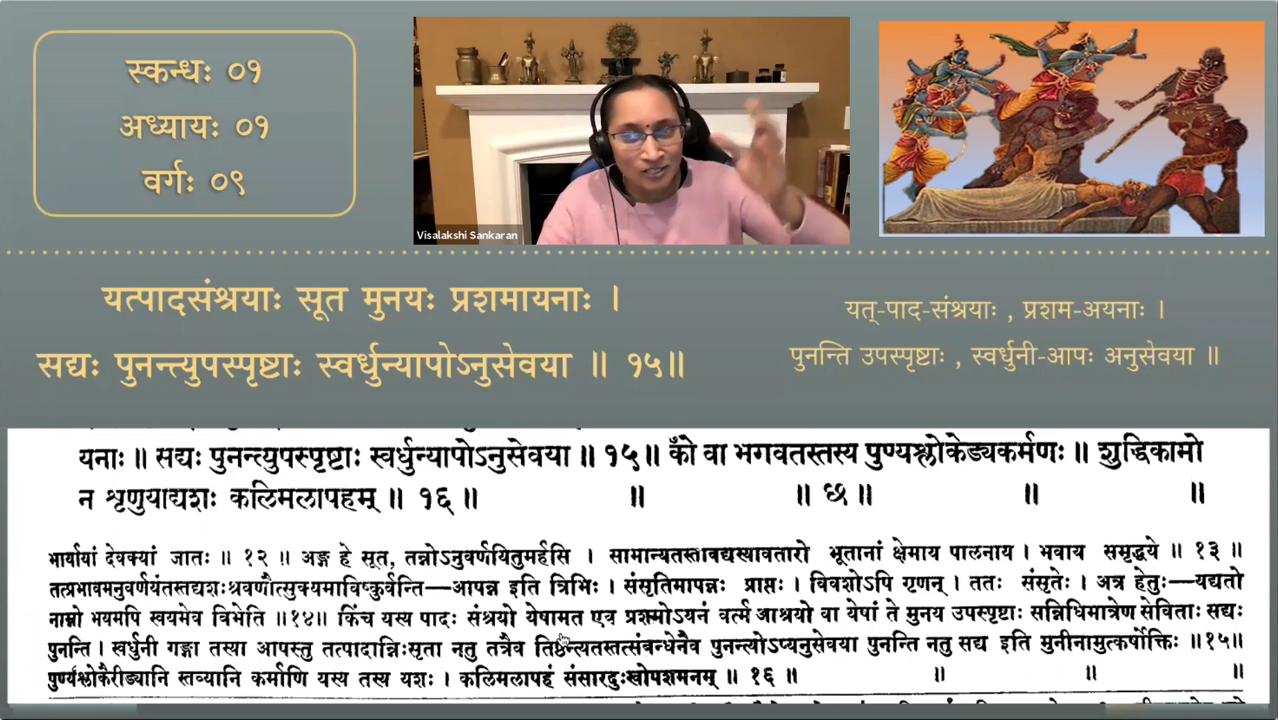 स्कन्धः ०१
अध्यायः ०१
वर्गः ०९
Visalakshi Sankaran
यत्पादसंश्रयाः सूत मुनयः प्रशमायनाः ।
सद्यः पुनन्त्युपस्पृष्टाः स्वर्धुन्यापोऽनुसेवया ॥ १५॥
यत्-पाद-संश्रयाः , प्रशम-अयनाः ।
पुनन्ति उपस्पृष्टाः , स्वर्धुनी-आपः अनुसेवया ॥
यनाः ॥ सद्यः पुनन्त्युपस्पृष्टाः स्वर्धुन्यापोऽनुसेवया ॥ १५॥ को वा भगवतस्तस्य पुण्यश्लोकेड्यकर्मणः ॥ शुद्धिकामो
न शृणुयाद्यशः कलिमलापहम् ॥ १६ ॥ ॥ ॥ छ ॥ ॥ ॥
भार्यायां देवक्यां जातः ॥ १२ ॥ अङ्ग हे सूत, तन्नोऽनुवर्णयितुमर्हसि । सामान्यतस्तावद्यस्यावतारो भूतानां क्षेमाय पालनाय । भवाय समृद्धये ॥ १३ ॥
तत्प्रभावमनुवर्णयंतस्तद्यशःश्रवणौत्सुक्यमाविष्कुर्वन्ति—आपन्न इति त्रिभिः । संसृतिमापन्नः प्राप्तः । विवशोऽपि गृणन् । ततः संसृतेः । अत्र हेतुः—यद्यतो
नाम्नो भयमपि स्वयमेव बिभेति ॥१४॥ किंच यस्य पादः संश्रयो येषामत एव प्रशमोऽयनं वर्त्म आश्रयो वा येषां ते मुनय उपस्पृष्टाः सन्निधिमात्रेण सेविताः सद्यः
पुनन्ति । स्वर्धुनी गङ्गा तस्या आपस्तु तत्पादान्निःसृता नतु तत्रैव तिष्ठन्त्यतस्तत्संबन्धेनैव पुनन्त्योऽप्यनुसेवया पुनन्ति नतु सद्य इति मुनीनामुत्कर्षोक्तिः ॥१५॥
पुण्यश्लोकैरीड्यानि स्तव्यानि कर्माणि यस्य तस्य यशः । कलिमलापहं संसारदुःखोपशमनम् ॥ १६ ॥ ॥ ॥ ॥